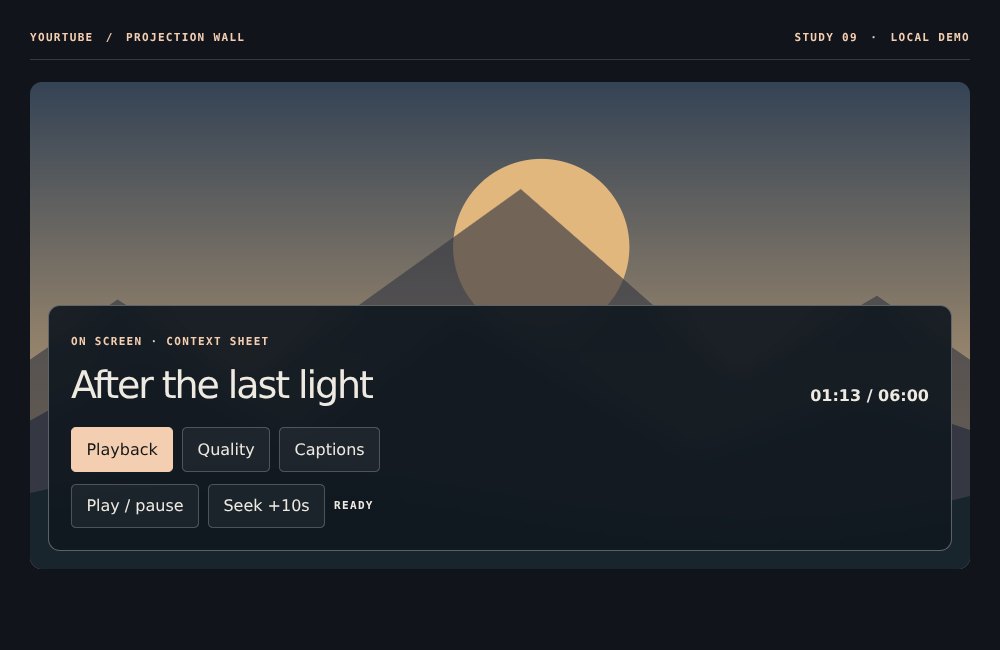 YOURTUBE / PROJECTION WALL
STUDY 09 · LOCAL DEMO
ON SCREEN · CONTEXT SHEET
After the last light
01:13 / 06:00
Playback Quality Captions
Play / pause Seek +10s READY